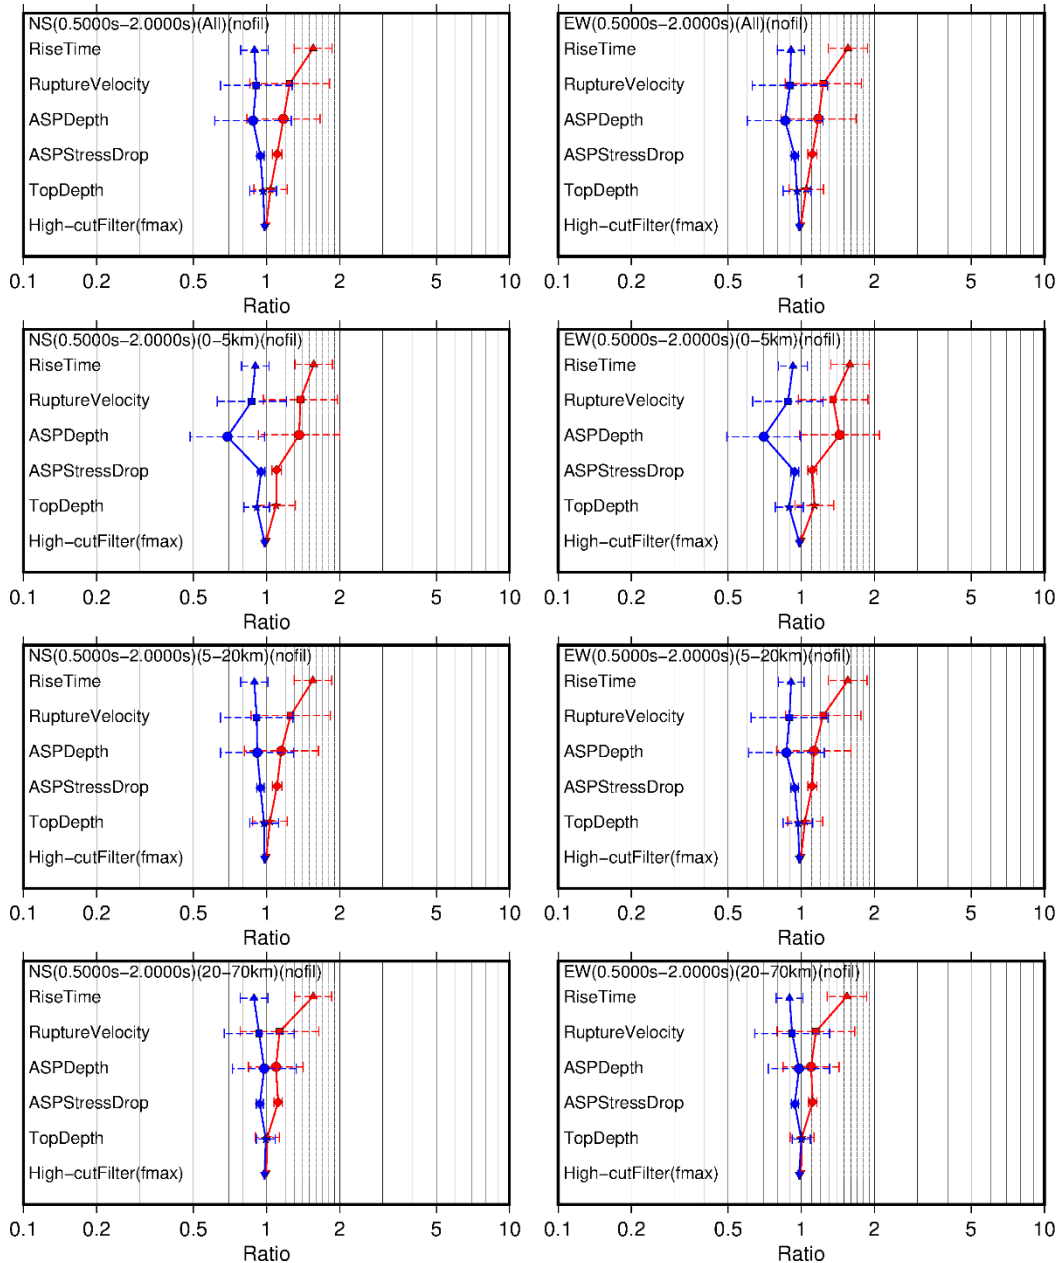 NS(0.5000s−2.0000s)(All)(nofil)
RiseTime
RuptureVelocity
ASPDepth
ASPStressDrop
TopDepth
High−cutFilter(fmax)
0.1 0.2 0.5 1 2 5 10
Ratio
EW(0.5000s−2.0000s)(All)(nofil)
RiseTime
RuptureVelocity
ASPDepth
ASPStressDrop
TopDepth
High−cutFilter(fmax)
0.1 0.2 0.5 1 2 5 10
Ratio
NS(0.5000s−2.0000s)(0−5km)(nofil)
RiseTime
RuptureVelocity
ASPDepth
ASPStressDrop
TopDepth
High−cutFilter(fmax)
0.1 0.2 0.5 1 2 5 10
Ratio
EW(0.5000s−2.0000s)(0−5km)(nofil)
RiseTime
RuptureVelocity
ASPDepth
ASPStressDrop
TopDepth
High−cutFilter(fmax)
0.1 0.2 0.5 1 2 5 10
Ratio
NS(0.5000s−2.0000s)(5−20km)(nofil)
RiseTime
RuptureVelocity
ASPDepth
ASPStressDrop
TopDepth
High−cutFilter(fmax)
0.1 0.2 0.5 1 2 5 10
Ratio
EW(0.5000s−2.0000s)(5−20km)(nofil)
RiseTime
RuptureVelocity
ASPDepth
ASPStressDrop
TopDepth
High−cutFilter(fmax)
0.1 0.2 0.5 1 2 5 10
Ratio
NS(0.5000s−2.0000s)(20−70km)(nofil)
RiseTime
RuptureVelocity
ASPDepth
ASPStressDrop
TopDepth
High−cutFilter(fmax)
0.1 0.2 0.5 1 2 5 10
Ratio
EW(0.5000s−2.0000s)(20−70km)(nofil)
RiseTime
RuptureVelocity
ASPDepth
ASPStressDrop
TopDepth
High−cutFilter(fmax)
0.1 0.2 0.5 1 2 5 10
Ratio